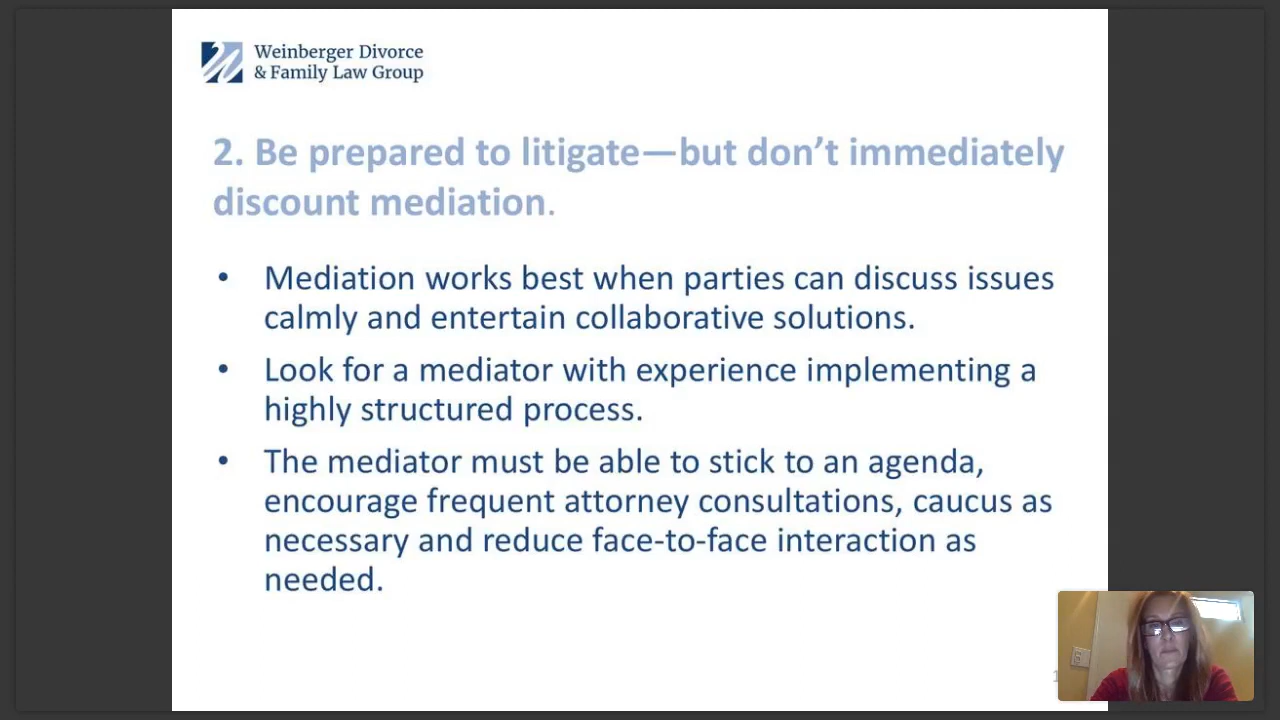 Weinberger Divorce
& Family Law Group
2. Be prepared to litigate—but don't immediately
discount mediation.
• Mediation works best when parties can discuss issues
calmly and entertain collaborative solutions.
• Look for a mediator with experience implementing a
highly structured process.
• The mediator must be able to stick to an agenda,
encourage frequent attorney consultations, caucus as
necessary and reduce face-to-face interaction as
needed.